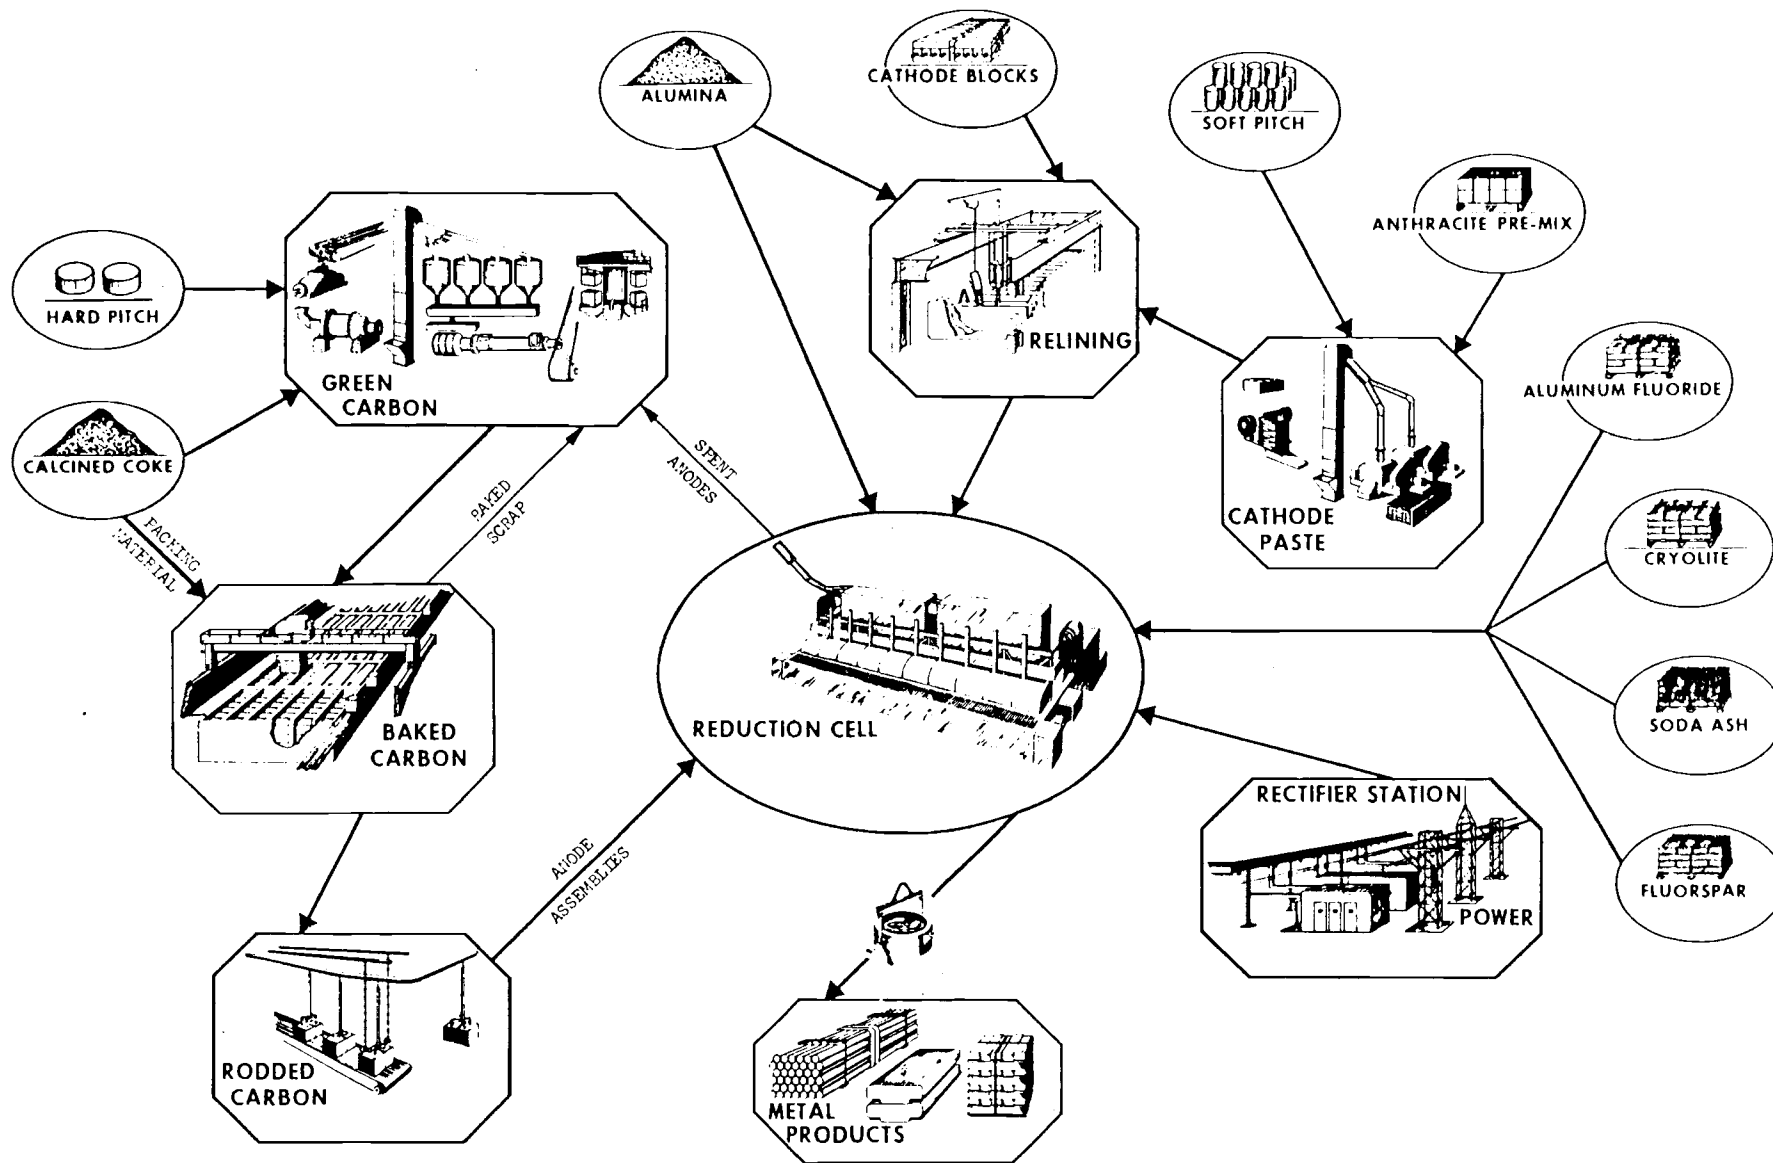 ALUMINA
CATHODE BLOCKS
SOFT PITCH
ANTHRACITE PRE-MIX
HARD PITCH
GREEN
CARBON
RELINING
ALUMINUM FLUORIDE
CALCINED COKE
SPENT
ANODES
BAKED
SCRAP
PACKING
MATERIAL
CATHODE
PASTE
CRYOLITE
BAKED
CARBON
REDUCTION CELL
SODA ASH
RECTIFIER STATION
POWER
FLUORSPAR
ANODE
ASSEMBLIES
RODDED
CARBON
METAL
PRODUCTS